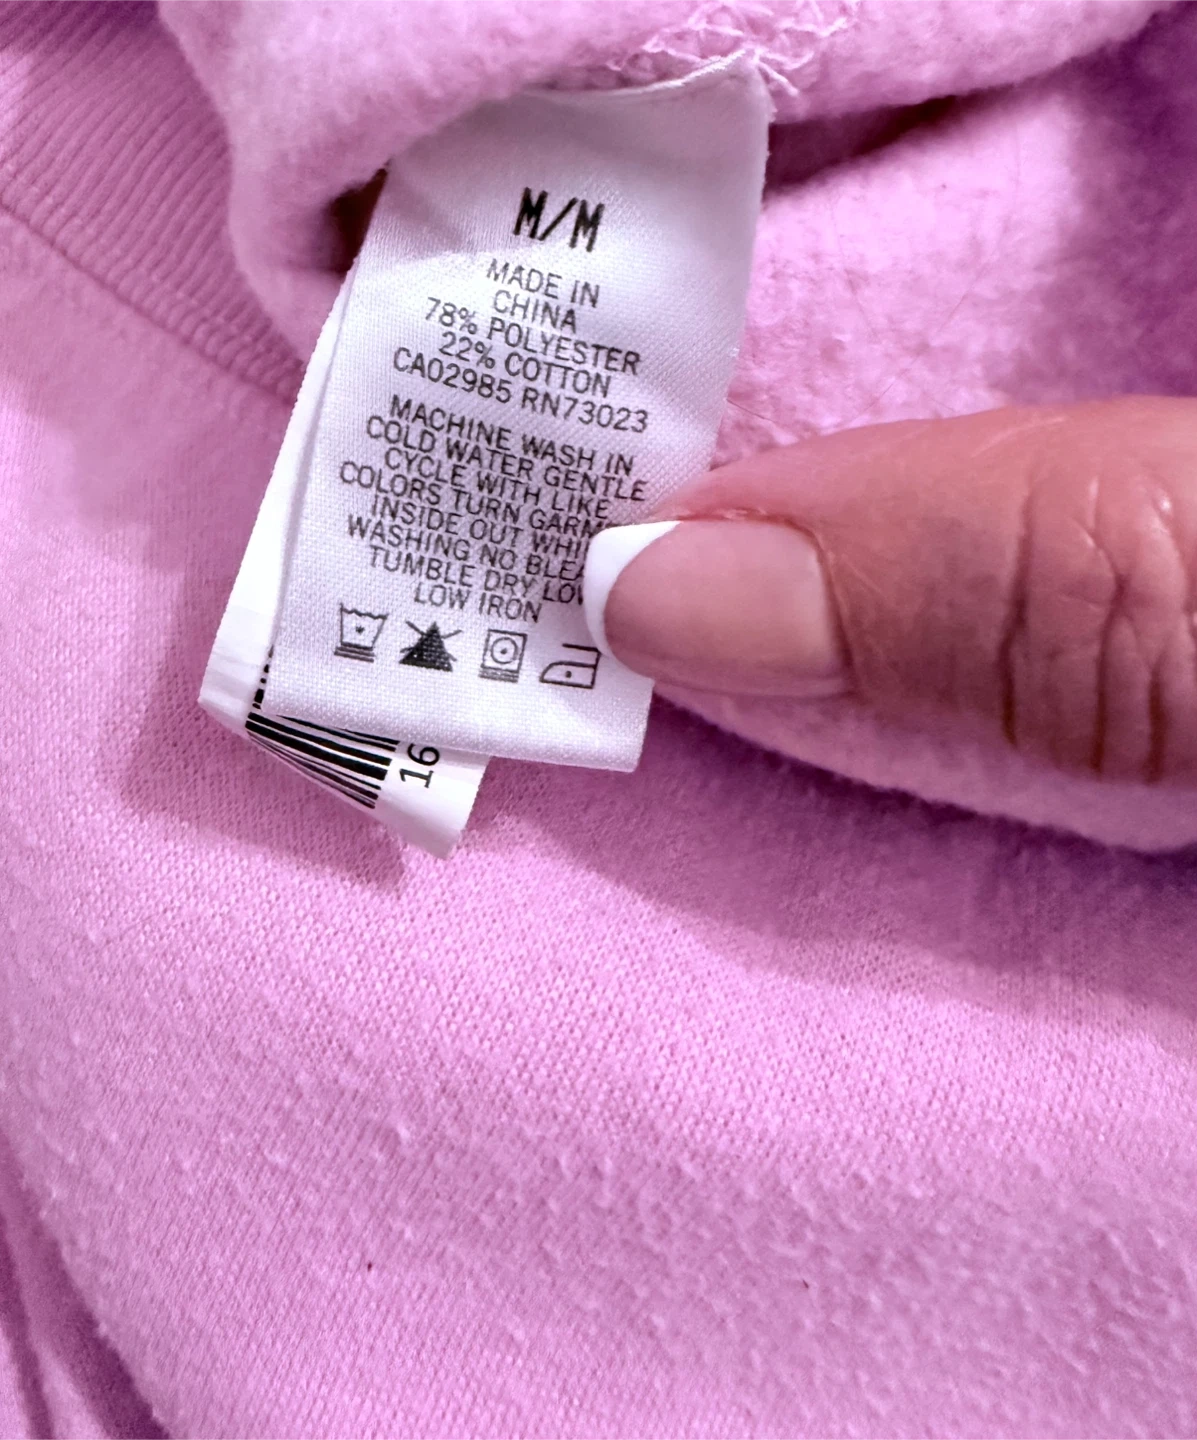 M/M
MADE IN
CHINA
78% POLYESTER
22% COTTON
CA02985 RN73023
MACHINE WASH IN
COLD WATER GENTLE
CYCLE WITH LIKE
COLORS TURN
INSIDE OUT
WASHING NO
TUMBLE DRY
LOW IRON
16